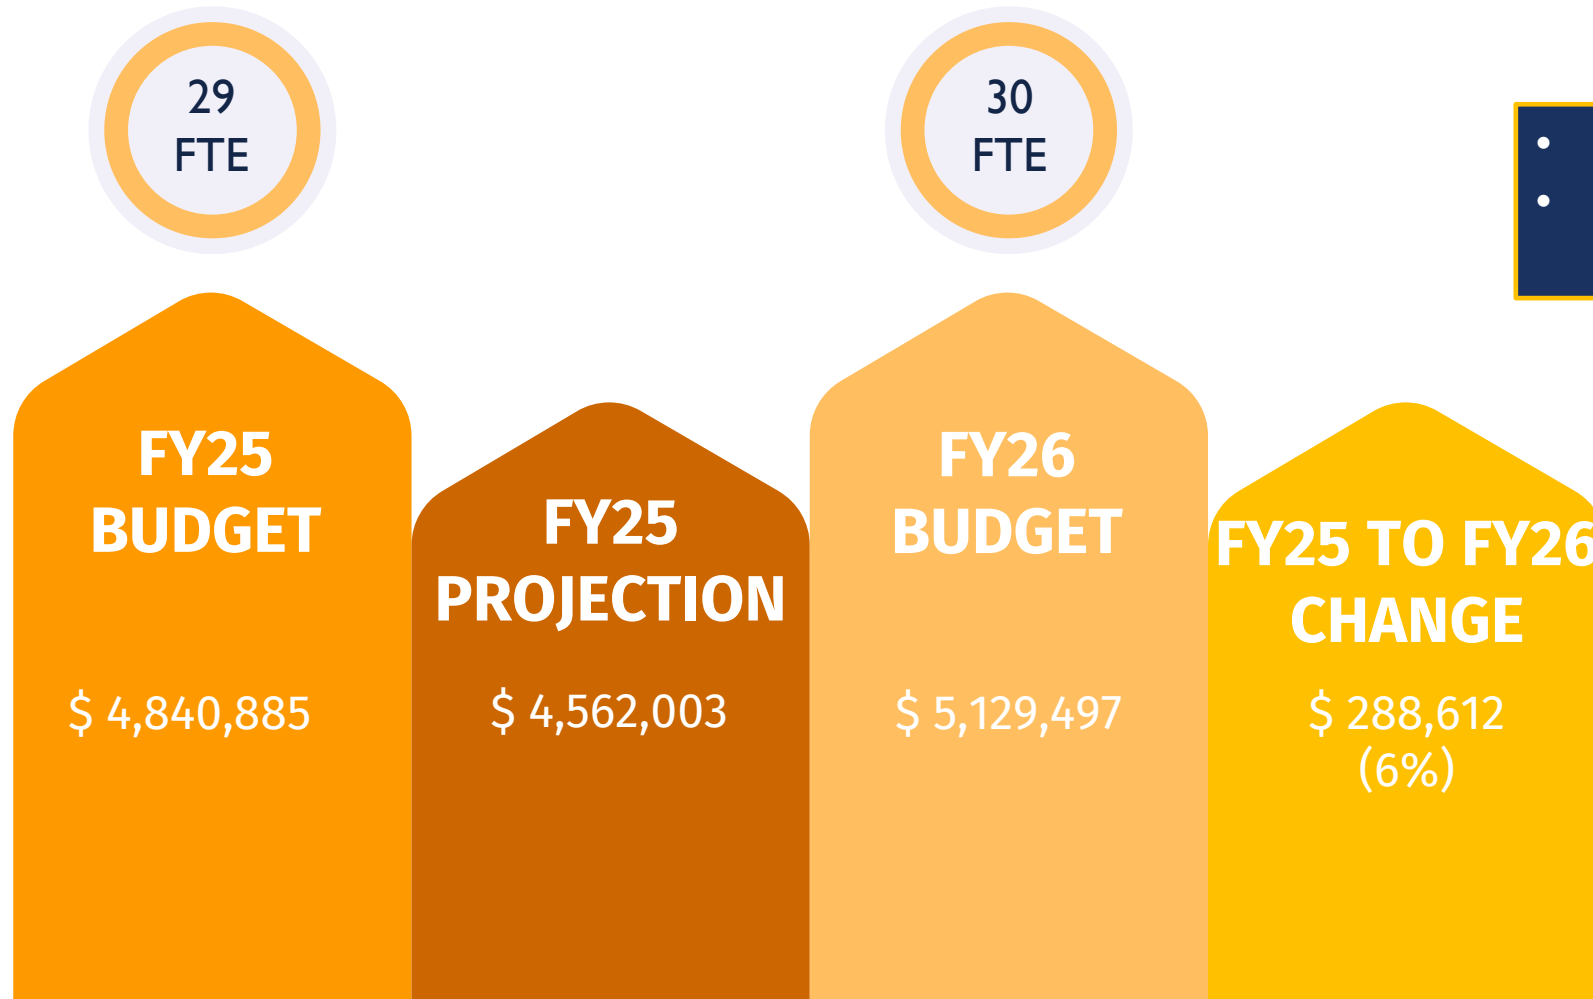 29
FTE
30
FTE
•
•
FY25
BUDGET
$ 4,840,885
FY25
PROJECTION
$ 4,562,003
FY26
BUDGET
$ 5,129,497
FY25 TO FY26
CHANGE
$ 288,612
(6%)